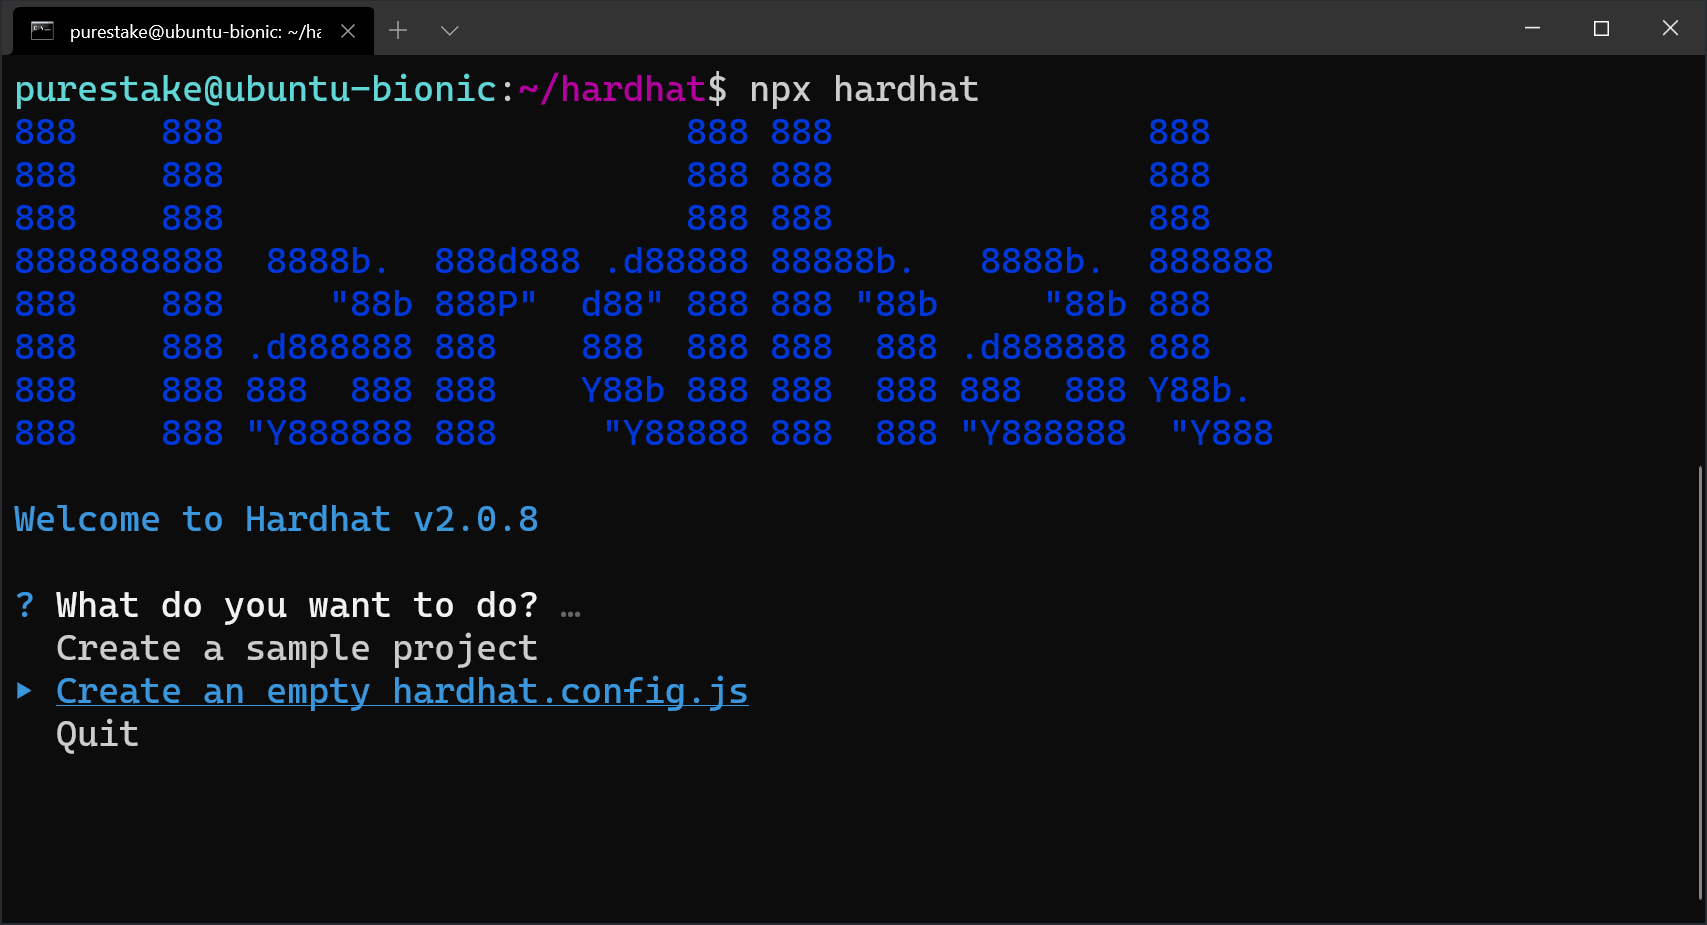 purestake@ubuntu-bionic: ~/ha
purestake@ubuntu-bionic:~/hardhat$ npx hardhat
888    888                      888 888               888
888    888                      888 888               888
888    888                      888 888               888
8888888888  8888b.  888d888 .d88888 88888b.   8888b.  888888
888    888     "88b 888P"  d88" 888 888 "88b     "88b 888
888    888 .d888888 888    888  888 888  888 .d888888 888
888    888 888  888 888    Y88b 888 888  888 888  888 Y88b.
888    888 "Y888888 888     "Y88888 888  888 "Y888888  "Y888
Welcome to Hardhat v2.0.8
? What do you want to do? …
Create a sample project
▸ Create an empty hardhat.config.js
Quit